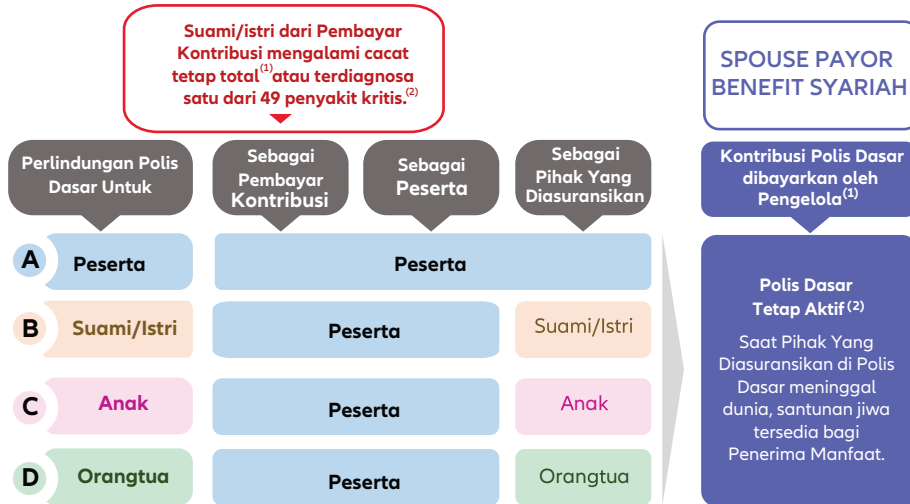 Suami/istri dari Pembayar
Kontribusi mengalami cacat
tetap total(1)atau terdiagnosa
satu dari 49 penyakit kritis.(2)
SPOUSE PAYOR
BENEFIT SYARIAH
Perlindungan Polis
Dasar Untuk
Sebagai
Pembayar
Kontribusi
Sebagai
Peserta
Sebagai
Pihak Yang
Diasuransikan
Kontribusi Polis Dasar
dibayarkan oleh
Pengelola(1)
A Peserta
Peserta
B Suami/Istri
Peserta
Suami/Istri
C Anak
Peserta
Anak
D Orangtua
Peserta
Orangtua
Polis Dasar
Tetap Aktif(2)
Saat Pihak Yang
Diasuransikan di Polis
Dasar meninggal
dunia, santunan jiwa
tersedia bagi
Penerima Manfaat.